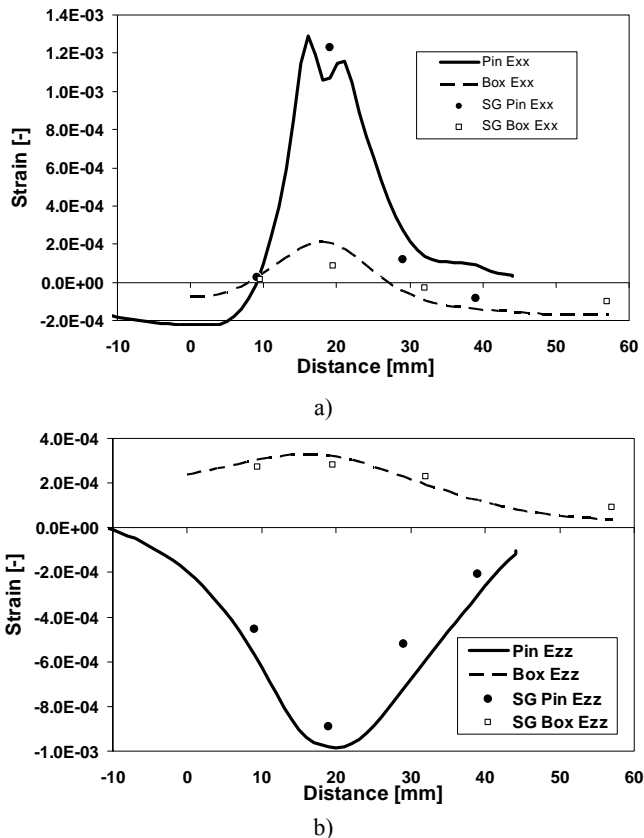 1.4E-03
1.2E-03
1.0E-03
8.0E-04
6.0E-04
4.0E-04
2.0E-04
0.0E+00
-2.0E-04
Strain [-]
Pin Exx
Box Exx
SG Pin Exx
SG Box Exx
-10 0 10 20 30 40 50 60
Distance [mm]
a)
4.0E-04
2.0E-04
0.0E+00
-2.0E-04
-4.0E-04
-6.0E-04
-8.0E-04
-1.0E-03
Strain [-]
Pin Ezz
Box Ezz
SG Pin Ezz
SG Box Ezz
-10 0 10 20 30 40 50 60
Distance [mm]
b)